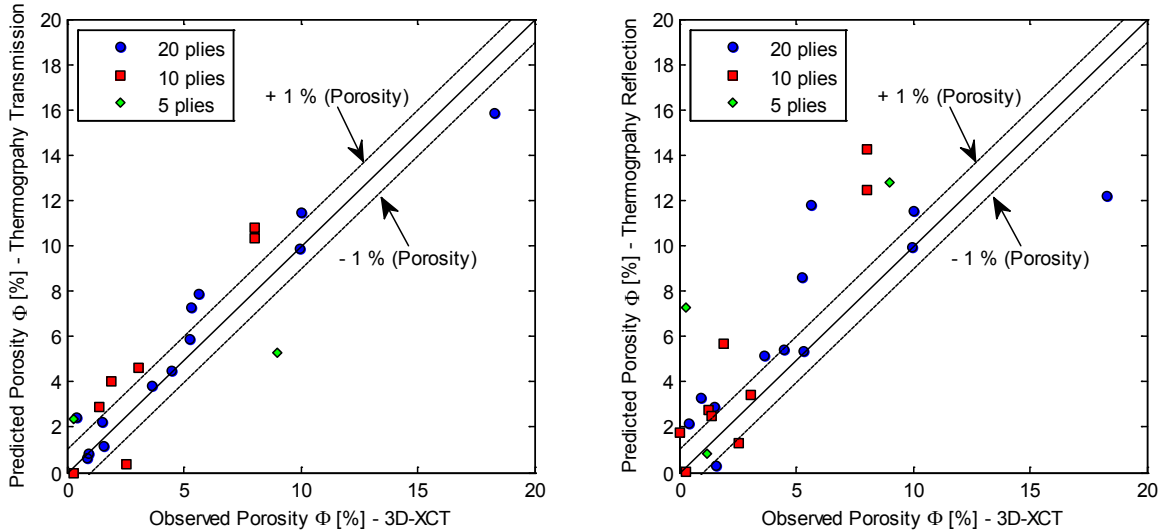 Predicted Porosity Φ [%] - Thermogrpahy Transmission
20
18
16
14
12
10
8
6
4
2
0
20 plies
10 plies
5 plies
+ 1 % (Porosity)
- 1 % (Porosity)
0 5 10 15 20
Observed Porosity Φ [%] - 3D-XCT
Predicted Porosity Φ [%] - Thermogrpahy Reflection
20
18
16
14
12
10
8
6
4
2
0
20 plies
10 plies
5 plies
+ 1 % (Porosity)
- 1 % (Porosity)
0 5 10 15 20
Observed Porosity Φ [%] - 3D-XCT